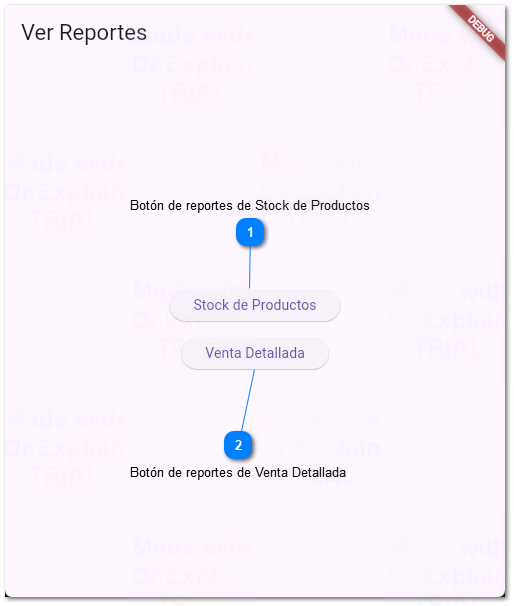 Ver Reportes
DEBUG
Made with
Dr.Explain
TRIAL
Made with
Dr.Explain
TRIAL
Made with
Dr.Explain
TRIAL
Made with
Dr.Explain
TRIAL
Botón de reportes de Stock de Productos
1
Made with
Dr.Explain
TRIAL
Made with
Dr.Explain
TRIAL
Stock de Productos
Venta Detallada
Made with
Dr.Explain
TRIAL
Made with
Dr.Explain
TRIAL
2
Botón de reportes de Venta Detallada
Made with
Dr.Explain
TRIAL
Made with
Dr.Explain
TRIAL